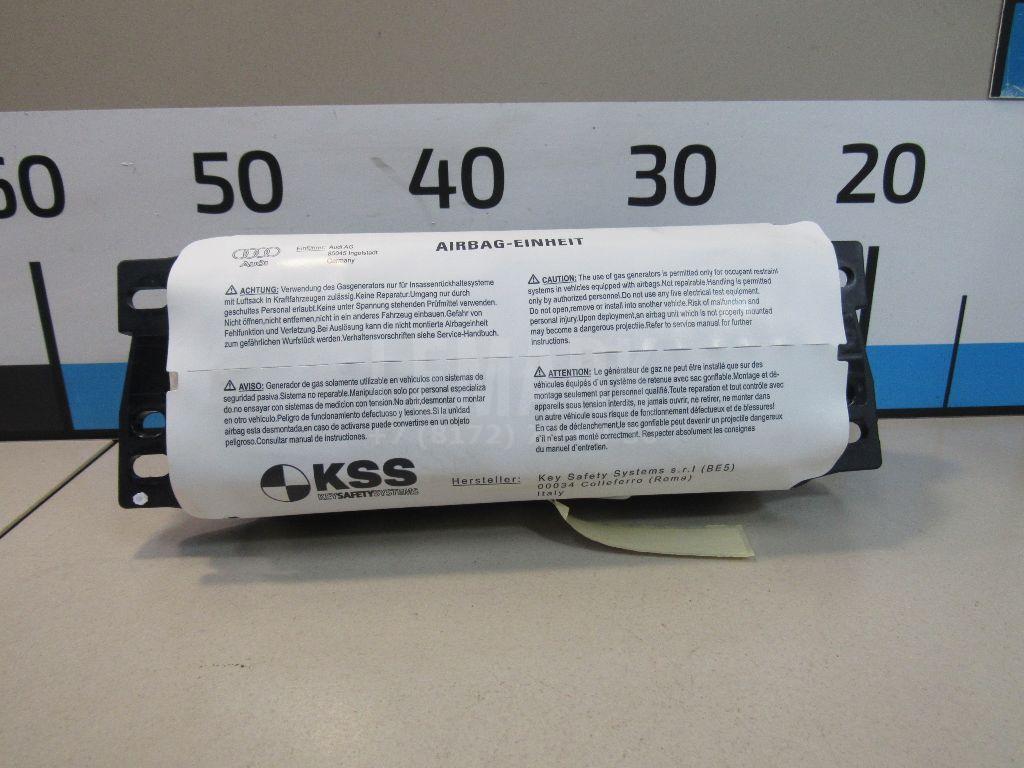 60 50 40 30 20
Audi
Einführer: Audi AG
85045 Ingolstadt
Germany
AIRBAG-EINHEIT
ACHTUNG: Verwendung des Gasgenerators nur für Insassenrückhaltesysteme
mit Luftsack in Kraftfahrzeugen zulässig.Keine Reparatur.Umgang nur durch
geschultes Personal erlaubt.Keine unter Spannung stehenden Prüfmittel verwenden.
Nicht öffnen,nicht entfernen,nicht in ein anderes Fahrzeug einbauen.Gefahr von
Fehlfunktion und Verletzung.Bei Auslösung kann die nicht montierte Airbageinheit
zum gefährlichen Wurfstück werden.Verhaltensvorschriften siehe Service-Handbuch.
CAUTION: The use of gas generators is permitted only for occupant restraint
systems in vehicles equipped with airbags.Not repairable.Handling is permitted
only by authorized personnel.Do not use any live electrical test equipment.
Do not open,remove or install into another vehicle.Risk of malfunction and
personal injury.Upon deployment,an airbag unit which is not properly mounted
may become a dangerous projectile.Refer to service manual for further
instructions.
AVISO: Generador de gas solamente utilizable en vehiculos con sistemas de
seguridad pasiva.Sistema no reparable.Manipulacion solo por personal especializa
do.no ensayar con sistemas de medicion con tension.No abrir,desmontar o montar
en otro vehiculo.Peligro de funcionamiento defectuoso y lesiones.Si la unidad
airbag esta desmontada,en caso de activarse puede convertirse en un objeto
peligroso.Consultar manual de instrucciones.
ATTENTION: Le générateur de gaz ne peut être installé que sur des
véhicules équipés d'un système de retenue avec sac gonflable.Montage et dé-
montage seulement par personnel qualifié.Toute reparation et tout contrôle avec
appareils sous tension interdits, ne jamais ouvrir, ne retirer, ne monter dans
un autre véhicule sous risque de fonctionnement défectueux et de blessures!
En cas de déclenchement,le sac gonflable peut devenir un projectile dangereux
s'il n'est pas monté correctment. Respecter absolument les consignes
du manuel d'entretien.
+7 (8172)
KSS
KEYSAFETYSYSTEMS
Hersteller: Key Safety Systems s.r.l (BE5)
00034 Colleferro (Roma)
Italy